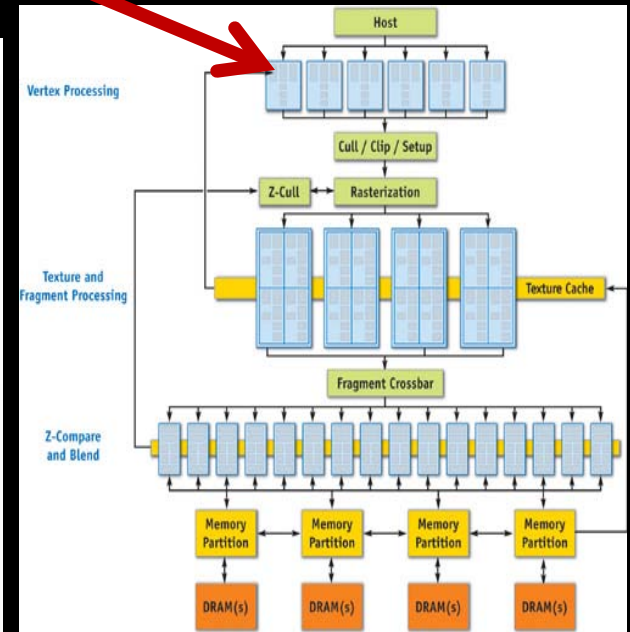 Host
Vertex Processing
Cull / Clip / Setup
Z-Cull
Rasterization
Texture and
Fragment Processing
Texture Cache
Fragment Crossbar
Z-Compare
and Blend
Memory
Partition
Memory
Partition
Memory
Partition
Memory
Partition
DRAM(s)
DRAM(s)
DRAM(s)
DRAM(s)